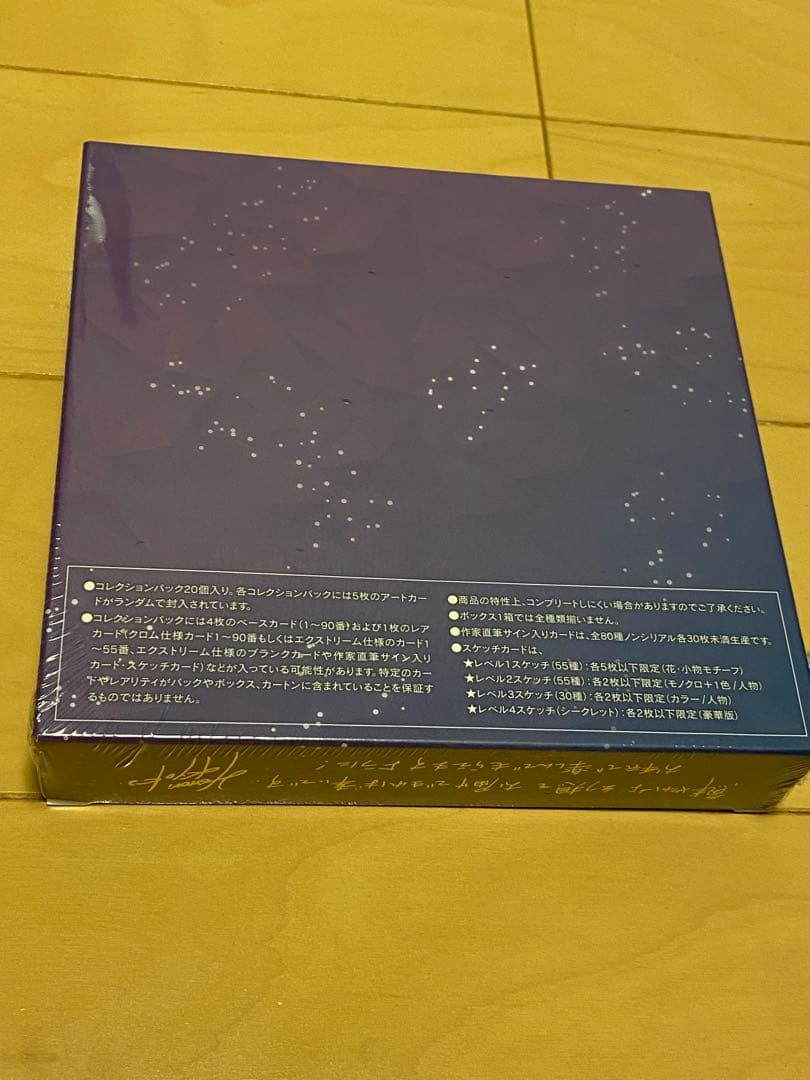 ●コレクションパック20個入り。各コレクションパックには5枚のアートカー
ドがランダムで封入されています。
●コレクションパックには4枚のベースカード(1〜90番)および1枚のレア
カード(クロム仕様カード1〜90番もしくはエクストリーム仕様のカード1
〜55番、エクストリーム仕様のブランクカードや作家直筆サイン入り
カード・スケッチカード)などが入っている可能性があります。特定のカー
ドやレアリティがパックやボックス、カートンに含まれていることを保証す
るものではありません。
●商品の特性上、コンプリートしにくい場合がありますのでご了承ください。
●ボックス1箱では全種類揃いません。
●作家直筆サイン入りカードは、全80種ノンシリアル各30枚未満生産です。
●スケッチカードは、
★レベル1スケッチ(55種):各5枚以下限定(花・小物モチーフ)
★レベル2スケッチ(55種):各2枚以下限定(モノクロ+1色/人物)
★レベル3スケッチ(30種):各2枚以下限定(カラー/人物)
★レベル4スケッチ(シークレット):各2枚以下限定(豪華版)